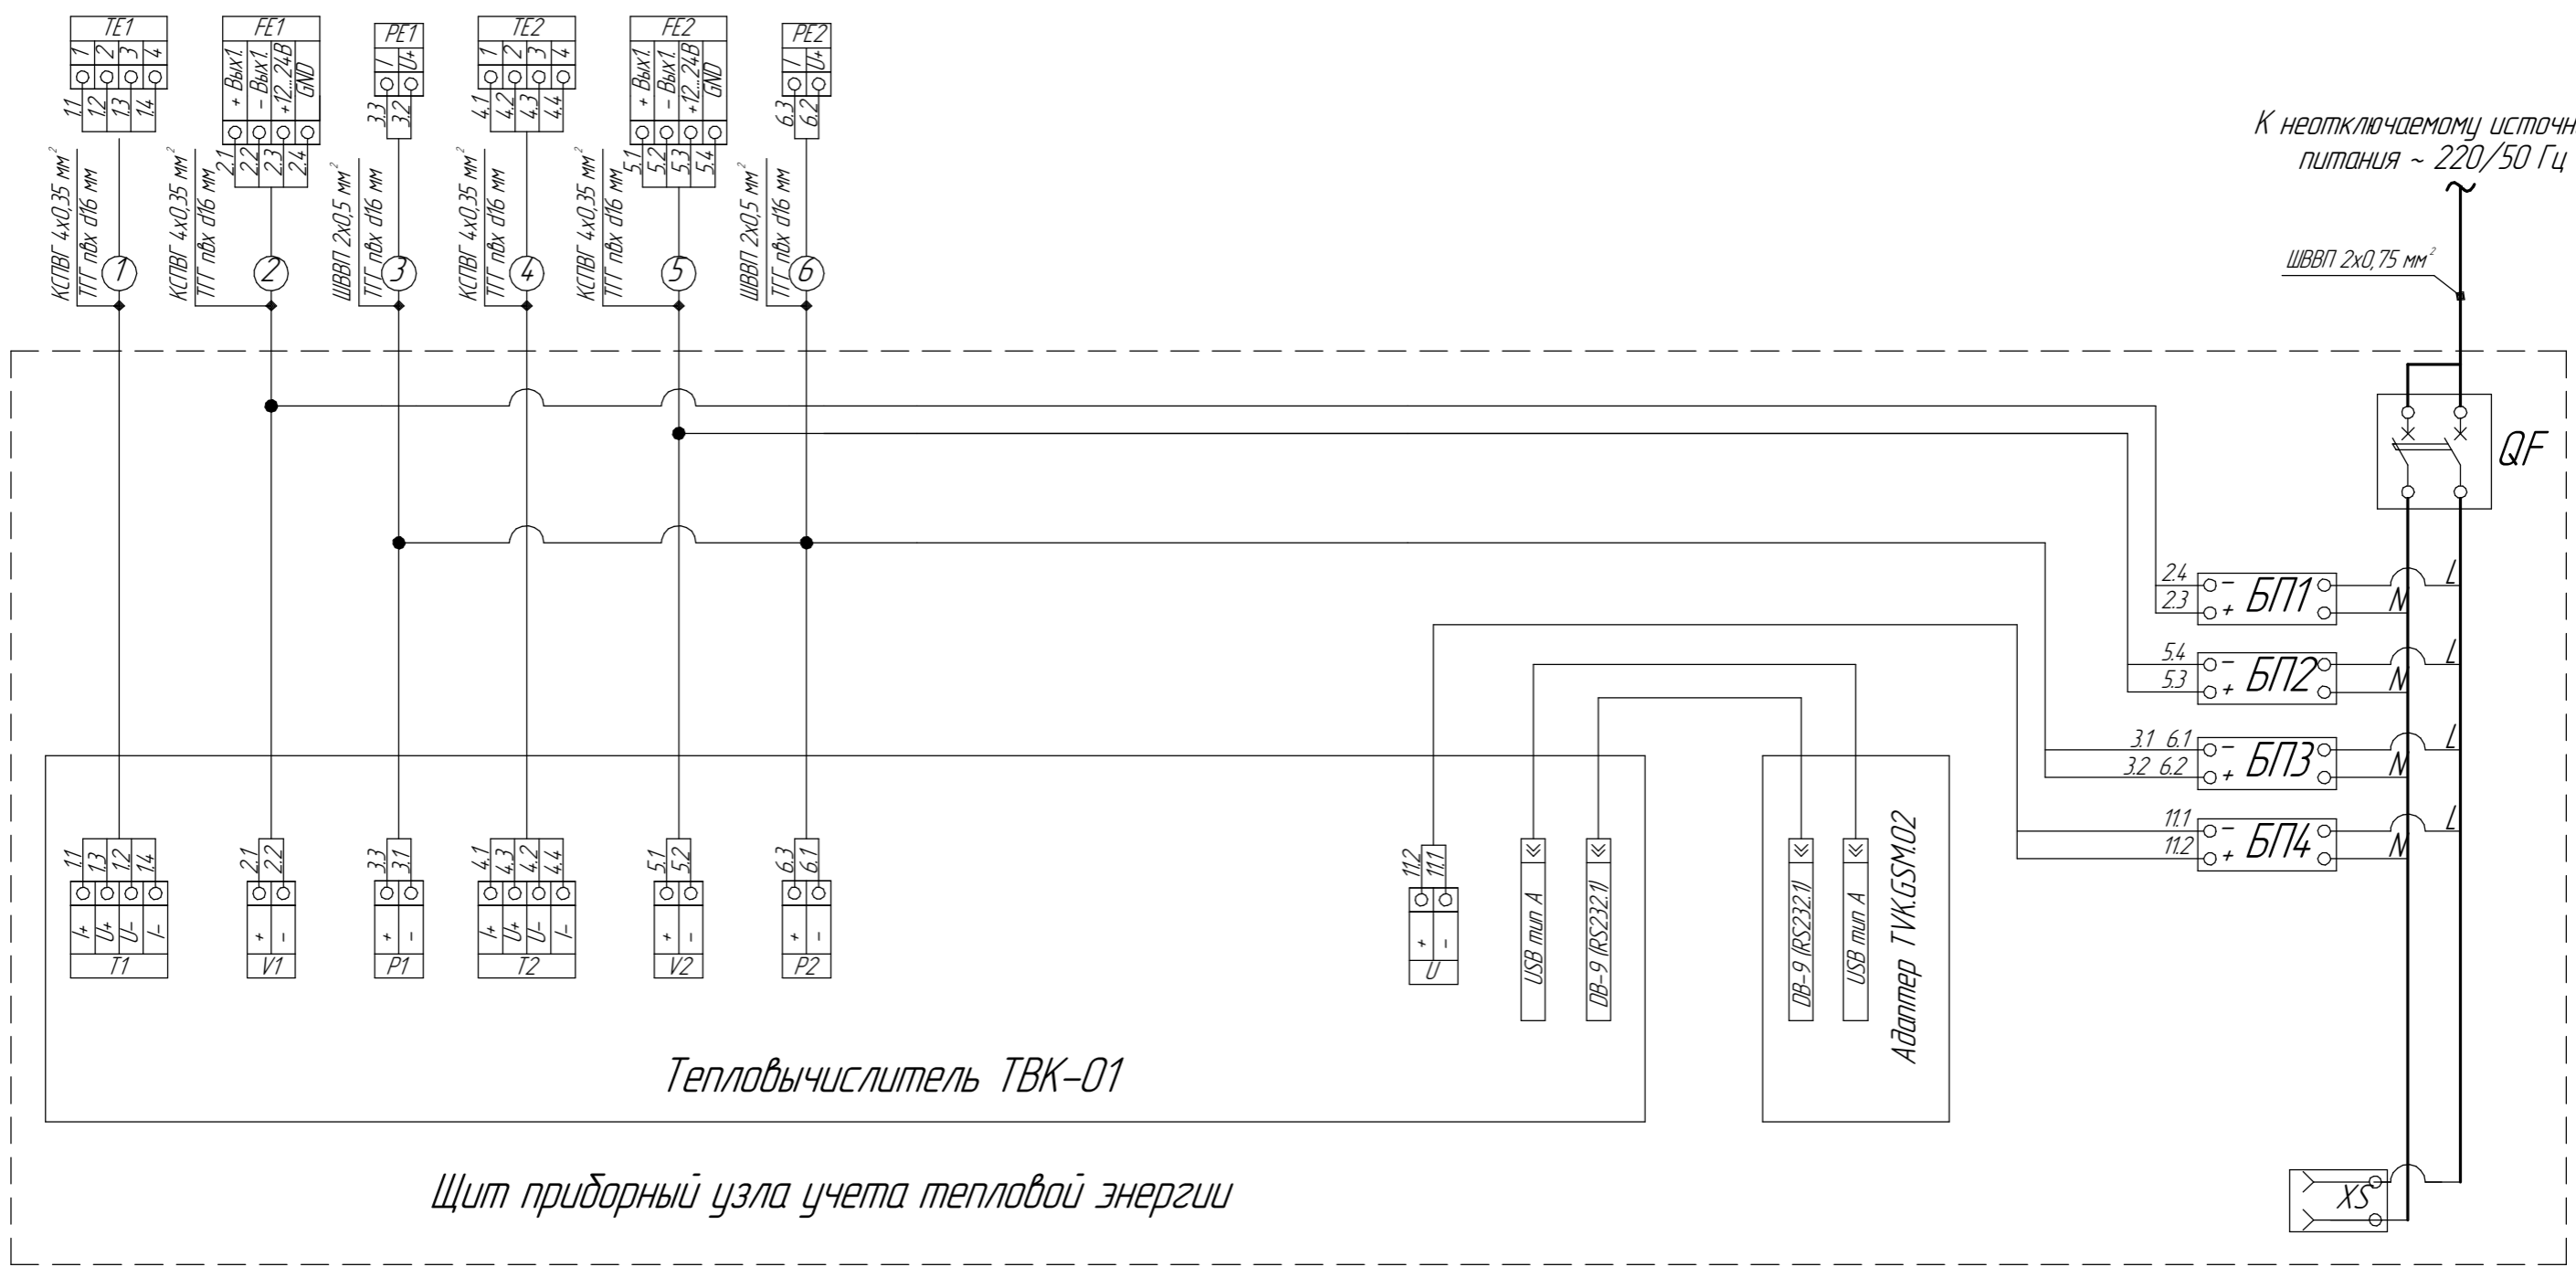 TE1
1 2 3 4
1.1 1.2 1.3 1.4
FE1
+ Вых1.
- Вых1.
+12...24В
GND
2.1 2.2 2.3 2.4
PE1
I U+
3.3 3.2
TE2
1 2 3 4
4.1 4.2 4.3 4.4
FE2
+ Вых1.
- Вых1.
+12...24В
GND
5.1 5.2 5.3 5.4
PE2
I U+
6.3 6.2
КСПВГ 4х0,35 мм²
ТГГ пвх d16 мм
1
КСПВГ 4х0,35 мм²
ТГГ пвх d16 мм
2
ШВВП 2х0,5 мм²
ТГГ пвх d16 мм
3
КСПВГ 4х0,35 мм²
ТГГ пвх d16 мм
4
КСПВГ 4х0,35 мм²
ТГГ пвх d16 мм
5
ШВВП 2х0,5 мм²
ТГГ пвх d16 мм
6
К неотключаемому источн
питания ~ 220/50 Гц
ШВВП 2х0,75 мм²
QF
2.4 - БП1 L
2.3 + N
5.4 - БП2 L
5.3 + N
3.1 6.1 - БП3 L
3.2 6.2 + N
11.1 - БП4 L
11.2 + N
1.1 1.3 1.2 1.4
I+ U+ U- I-
T1
2.1 2.2
+ -
V1
3.3 3.1
+ -
P1
4.1 4.3 4.2 4.4
I+ U+ U- I-
T2
5.1 5.2
+ -
V2
6.3 6.1
+ -
P2
11.2 11.1
+ -
U
USB тип А
DB-9 (RS232.1)
DB-9 (RS232.1)
USB тип А
Адаптер TVK.GSM.02
Тепловычислитель ТВК-01
Щит приборный узла учета тепловой энергии
XS